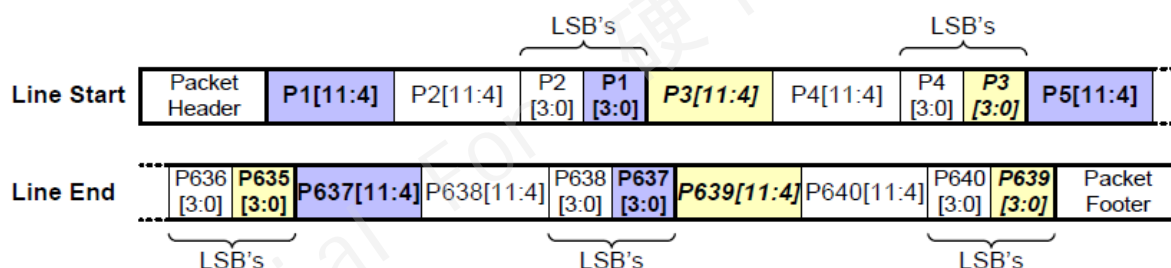 LSB's LSB's
Line Start Packet Header P1[11:4] P2[11:4] P2 [3:0] P1 [3:0] P3[11:4] P4[11:4] P4 [3:0] P3 [3:0] P5[11:4]
Line End P636 [3:0] P635 [3:0] P637[11:4] P638[11:4] P638 [3:0] P637 [3:0] P639[11:4] P640[11:4] P640 [3:0] P639 [3:0] Packet Footer
LSB's LSB's LSB's